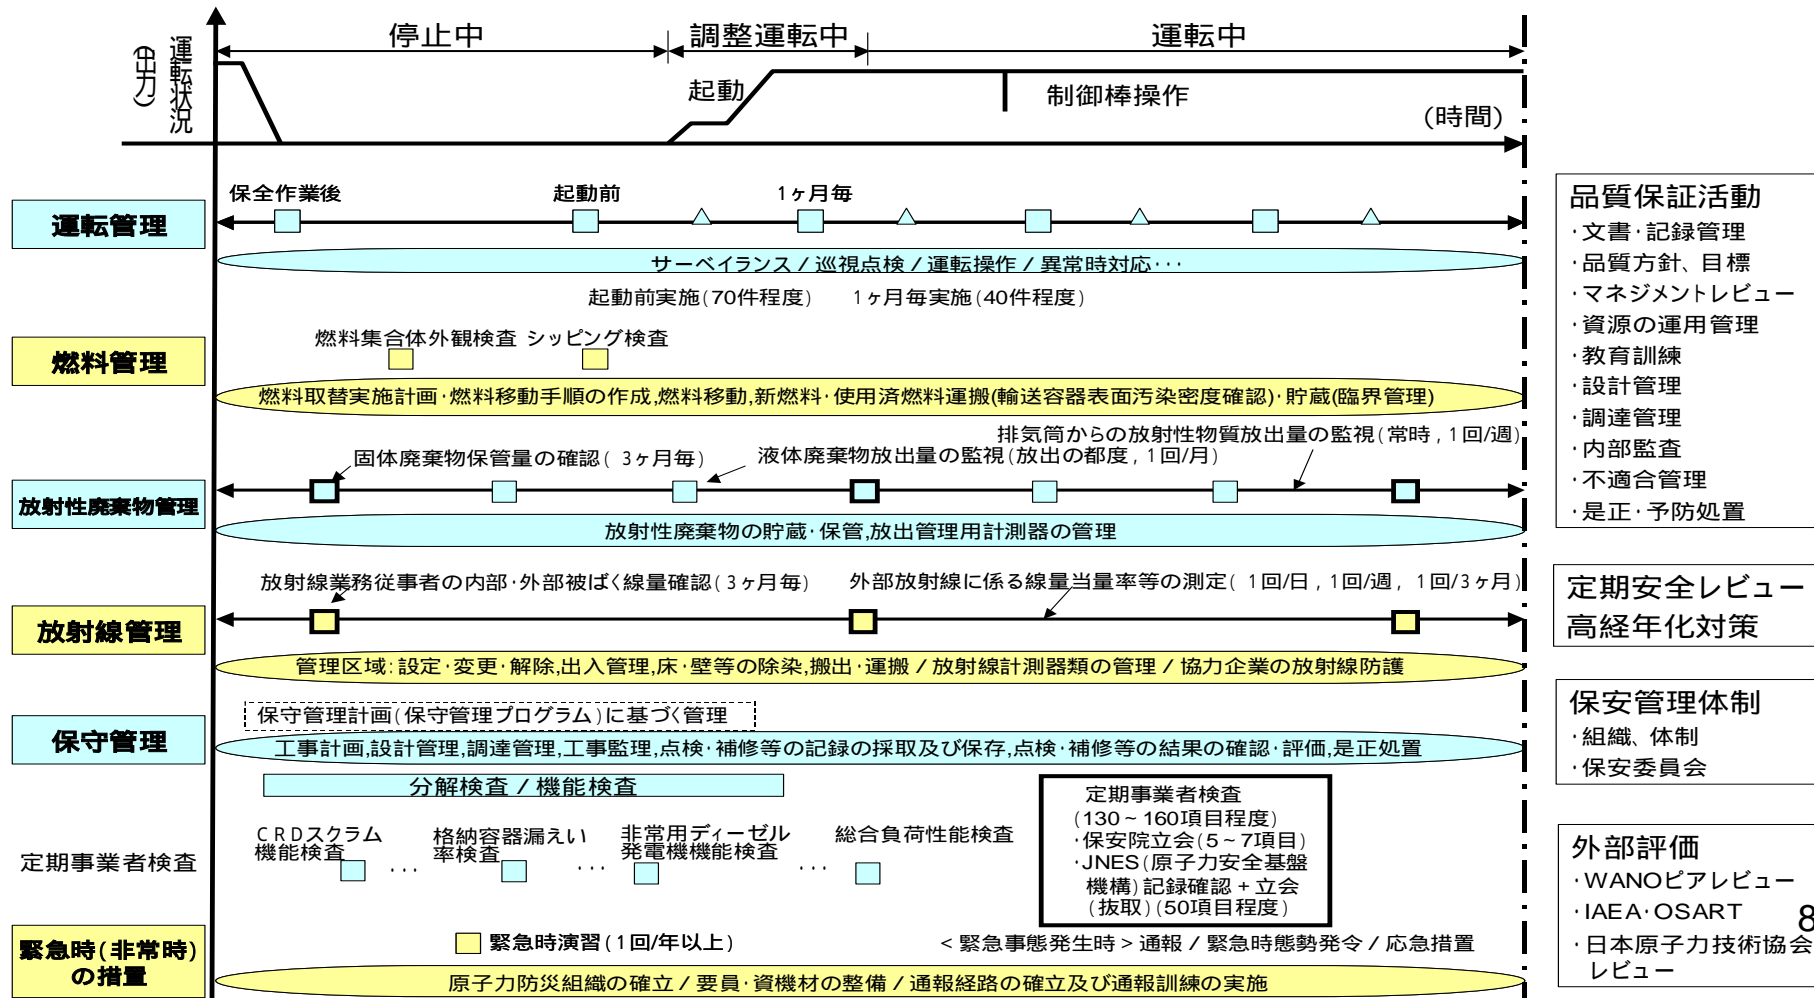 運転状況
(出力)
停止中
調整運転中
運転中
起動
制御棒操作
(時間)
運転管理
保全作業後
起動前
1ヶ月毎
サーベイランス / 巡視点検 / 運転操作 / 異常時対応・・・
起動前実施(70件程度)
1ヶ月毎実施(40件程度)
燃料管理
燃料集合体外観検査
シッピング検査
燃料取替実施計画・燃料移動手順の作成,燃料移動,新燃料・使用済燃料運搬(輸送容器表面汚染密度確認)・貯蔵(臨界管理)
排気筒からの放射性物質放出量の監視(常時,1回/週)
固体廃棄物保管量の確認(3ヶ月毎)
液体廃棄物放出量の監視(放出の都度,1回/月)
放射性廃棄物管理
放射性廃棄物の貯蔵・保管,放出管理用計測器の管理
放射線業務従事者の内部・外部被ばく線量確認(3ヶ月毎)
外部放射線に係る線量当量率等の測定(1回/日,1回/週,1回/3ヶ月)
放射線管理
管理区域:設定・変更・解除,出入管理,床・壁等の除染,搬出・運搬 / 放射線計測器類の管理 / 協力企業の放射線防護
保守管理計画(保守管理プログラム)に基づく管理
保守管理
工事計画,設計管理,調達管理,工事監理,点検・補修等の記録の採取及び保存,点検・補修等の結果の確認・評価,是正処置
分解検査 / 機能検査
定期事業者検査
CRDスクラム
機能検査
・・・
格納容器漏えい
率検査
・・・
非常用ディーゼル
発電機機能検査
・・・
総合負荷性能検査
定期事業者検査
(130~160項目程度)
・保安院立会(5~7項目)
・JNES(原子力安全基盤
機構)記録確認+立会
(抜取)(50項目程度)
緊急時(非常時)
の措置
緊急時演習(1回/年以上)
<緊急事態発生時>通報 / 緊急時態勢発令 / 応急措置
原子力防災組織の確立 / 要員・資機材の整備 / 通報経路の確立及び通報訓練の実施
品質保証活動
・文書・記録管理
・品質方針、目標
・マネジメントレビュー
・資源の運用管理
・教育訓練
・設計管理
・調達管理
・内部監査
・不適合管理
・是正・予防処置
定期安全レビュー
高経年化対策
保安管理体制
・組織、体制
・保安委員会
外部評価
・WANOピアレビュー
・IAEA・OSART
・日本原子力技術協会
レビュー
8